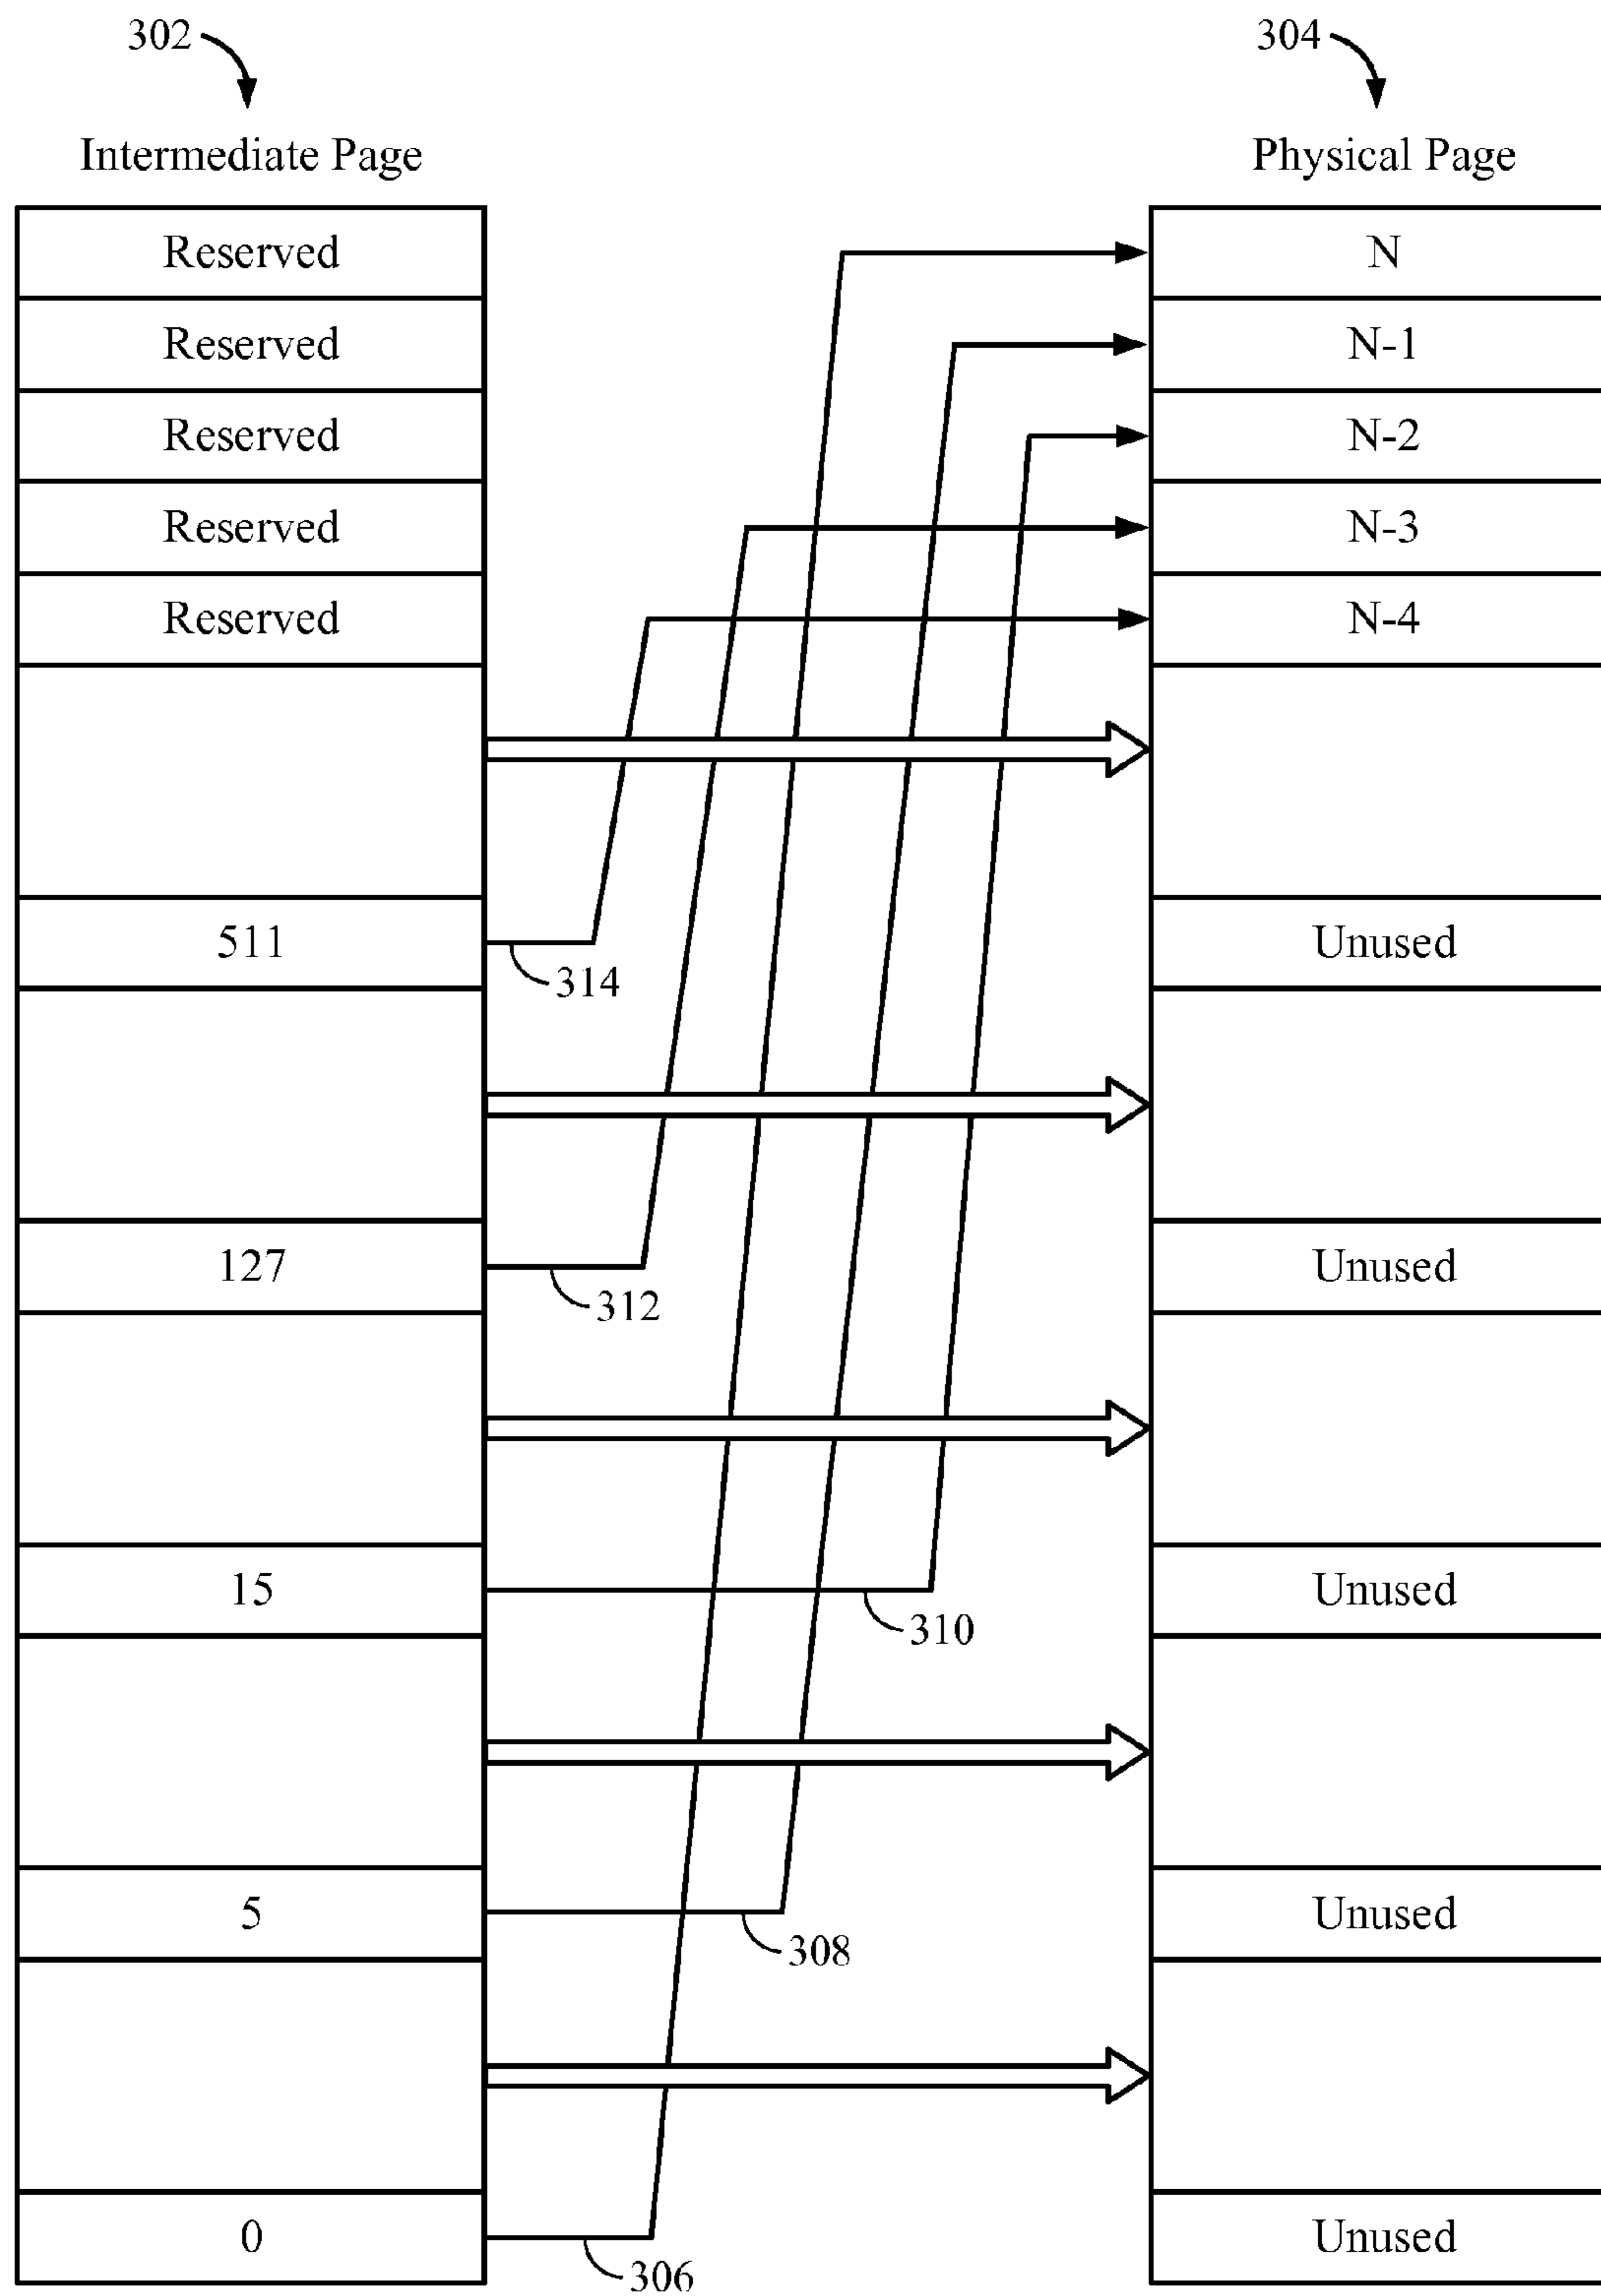 302
304
Intermediate Page
Physical Page
Reserved
N
Reserved
N-1
Reserved
N-2
Reserved
N-3
Reserved
N-4
511
Unused
314
127
Unused
312
15
Unused
310
5
Unused
308
0
Unused
306